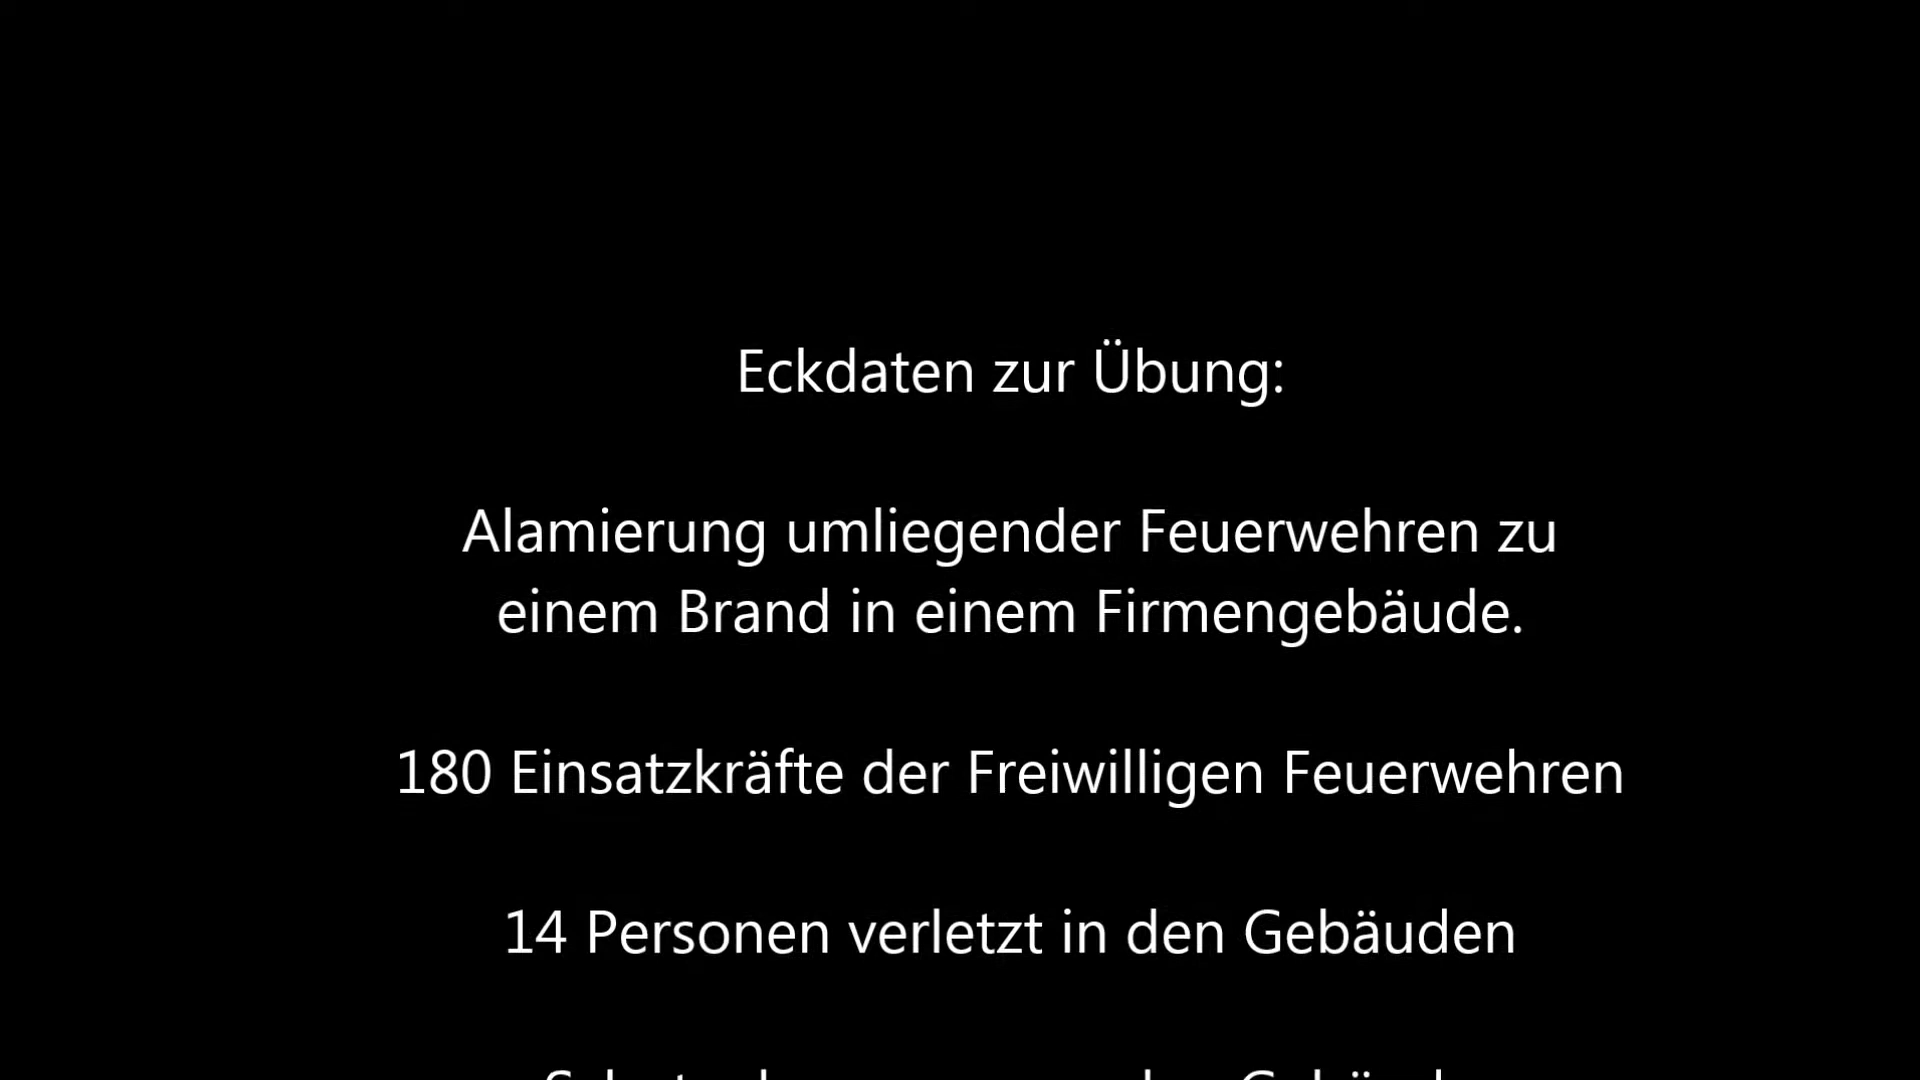 Eckdaten zur Übung:
Alamierung umliegender Feuerwehren zu
einem Brand in einem Firmengebäude.
180 Einsatzkräfte der Freiwilligen Feuerwehren
14 Personen verletzt in den Gebäuden